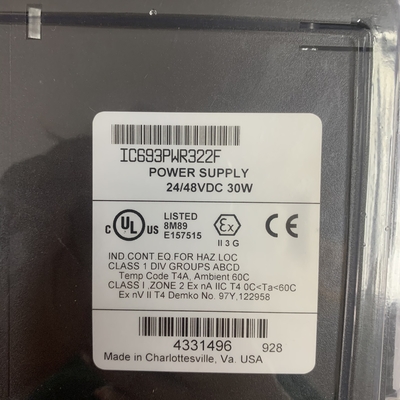 IC693PWR322F
POWER SUPPLY
24/48VDC 30W
C UL US LISTED
8M89
E157515
Ex
II 3 G
CE
IND.CONT EQ.FOR HAZ LOC
CLASS 1 DIV GROUPS ABCD
Temp Code T4A, Ambient 60C
CLASS I ,ZONE 2 Ex nA IIC T4 0C<Ta<60C
Ex nV II T4 Demko No. 97Y,122958
4331496 928
Made in Charlottesville, Va. USA